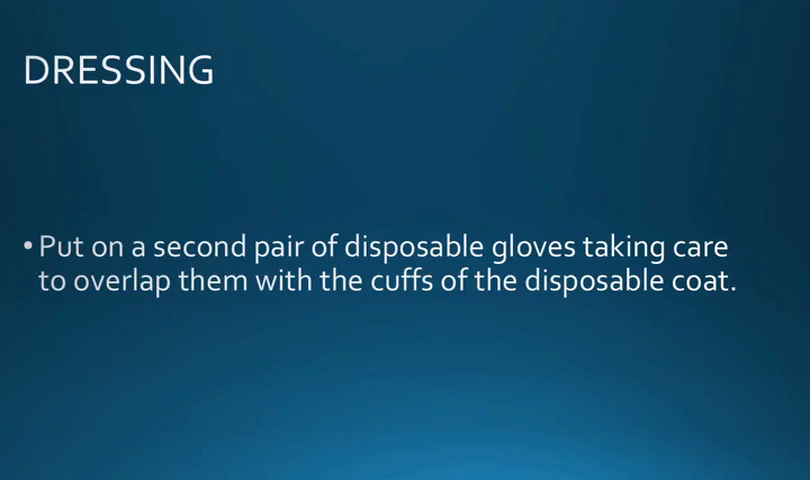 DRESSING
• Put on a second pair of disposable gloves taking care
to overlap them with the cuffs of the disposable coat.